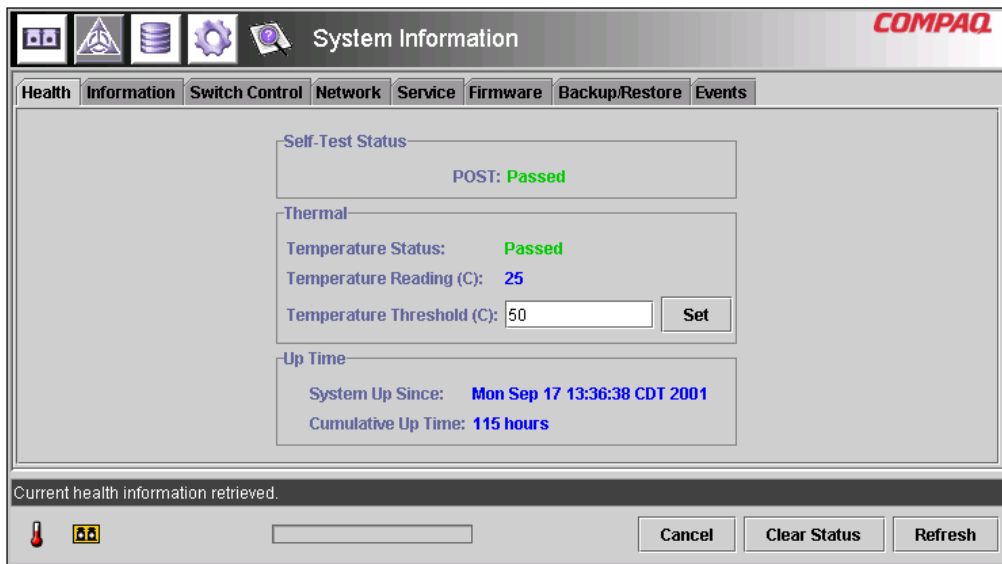 System Information
COMPAQ
Health Information Switch Control Network Service Firmware Backup/Restore Events
Self-Test Status
POST: Passed
Thermal
Temperature Status: Passed
Temperature Reading (C): 25
Temperature Threshold (C): 50 Set
Up Time
System Up Since: Mon Sep 17 13:36:38 CDT 2001
Cumulative Up Time: 115 hours
Current health information retrieved.
Cancel Clear Status Refresh